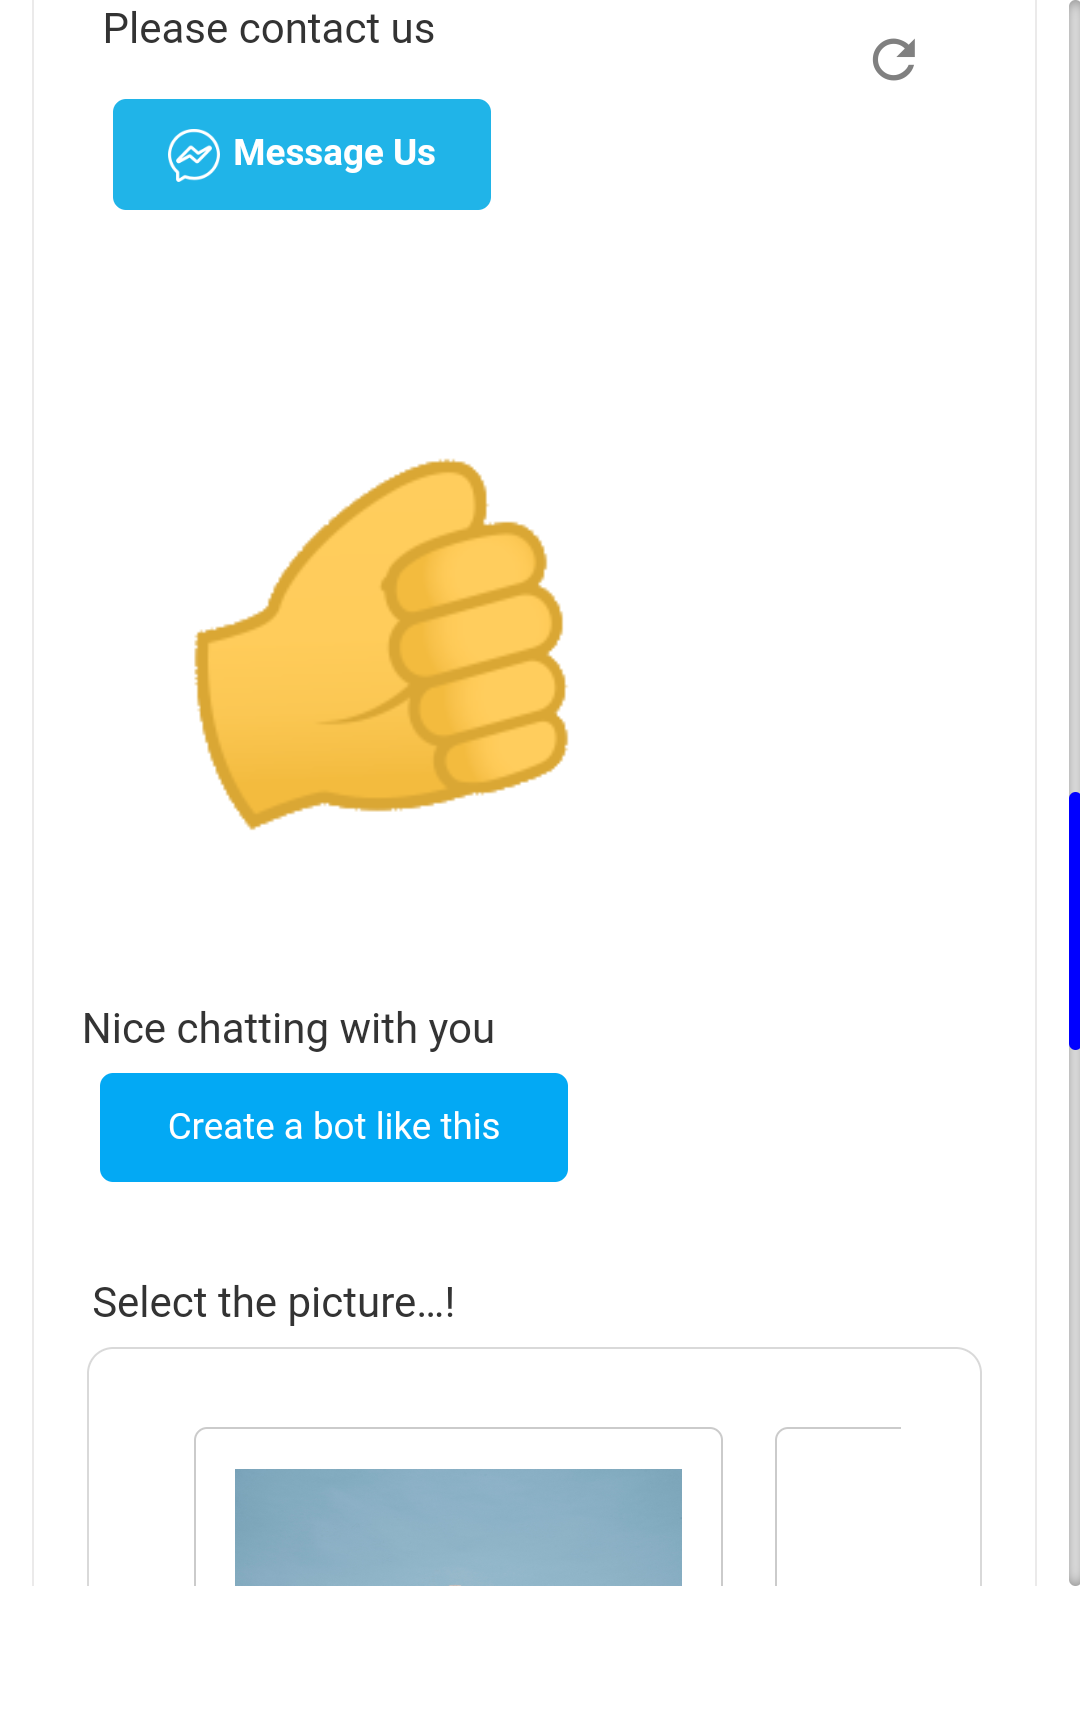 Please contact us
Message Us
Nice chatting with you
Create a bot like this
Select the picture...!